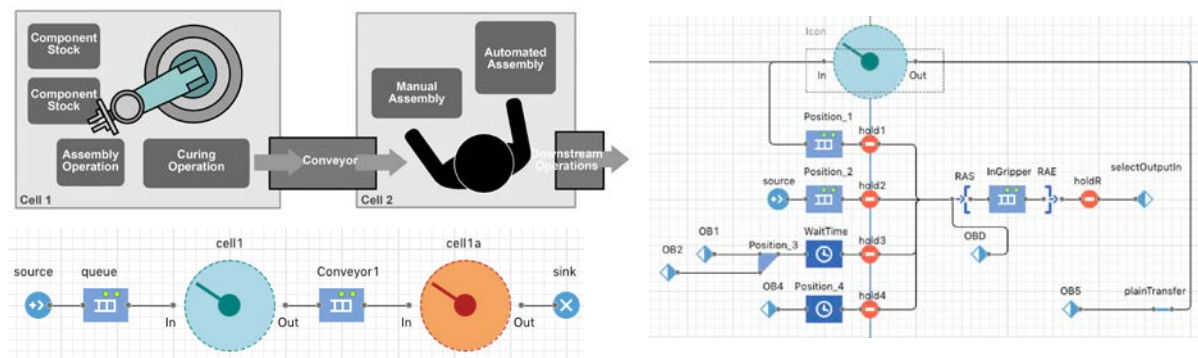 Component
Stock
Component
Stock
Assembly
Operation
Curing
Operation
Cell 1
Conveyor
Automated
Assembly
Manual
Assembly
Downstream
Operations
Cell 2
source
queue
cell1
In
Out
Conveyor1
cell1a
In
Out
sink
Icon
In
Out
Position_1
hold1
source
Position_2
hold2
RAS
InGripper
RAE
holdR
selectOutputIn
OB1
OB2
Position_3
WaitTime
hold3
OBD
OB4
Position_4
hold4
OB5
plainTransfer